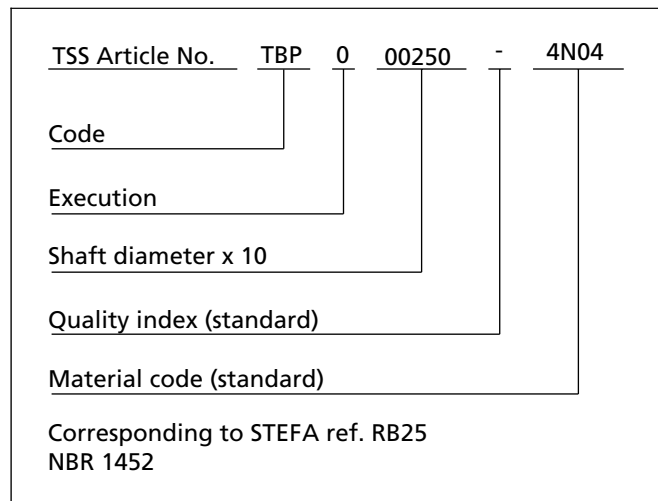 TSS Article No. TBP 0 00250 - 4N04
Code
Execution
Shaft diameter x 10
Quality index (standard)
Material code (standard)
Corresponding to STEFA ref. RB25
NBR 1452